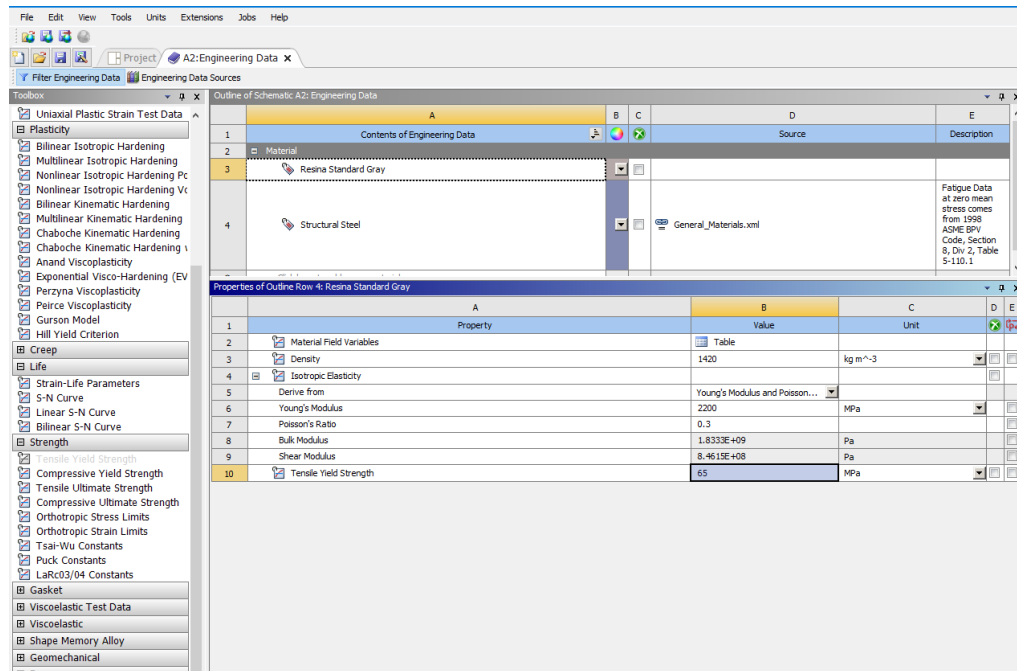 File Edit View Tools Units Extensions Jobs Help
Project A2:Engineering Data
Filter Engineering Data Engineering Data Sources
Toolbox
Uniaxial Plastic Strain Test Data
Plasticity
Bilinear Isotropic Hardening
Multilinear Isotropic Hardening
Nonlinear Isotropic Hardening Pc
Nonlinear Isotropic Hardening Vc
Bilinear Kinematic Hardening
Multilinear Kinematic Hardening
Chaboche Kinematic Hardening
Chaboche Kinematic Hardening
Anand Viscoplasticity
Exponential Visco-Hardening (EV
Perzyna Viscoplasticity
Peirce Viscoplasticity
Gurson Model
Hill Yield Criterion
Creep
Life
Strain-Life Parameters
S-N Curve
Linear S-N Curve
Bilinear S-N Curve
Strength
Tensile Yield Strength
Compressive Yield Strength
Tensile Ultimate Strength
Compressive Ultimate Strength
Orthotropic Stress Limits
Orthotropic Strain Limits
Tsai-Wu Constants
Puck Constants
LaRc03/04 Constants
Gasket
Viscoelastic Test Data
Viscoelastic
Shape Memory Alloy
Geomechanical
Outline of Schematic A2: Engineering Data
A B C D E
1 Contents of Engineering Data Source Description
2 Material
3 Resina Standard Gray
4 Structural Steel General_Materials.xml
Fatigue Data
at zero mean
stress comes
from 1998
ASME BPV
Code, Section
8, Div 2, Table
5-110.1
Properties of Outline Row 4: Resina Standard Gray
A B C D E
1 Property Value Unit
2 Material Field Variables Table
3 Density 1420 kg m^-3
4 Isotropic Elasticity
5 Derive from Young's Modulus and Poisson...
6 Young's Modulus 2200 MPa
7 Poisson's Ratio 0.3
8 Bulk Modulus 1.8333E+09 Pa
9 Shear Modulus 8.4615E+08 Pa
10 Tensile Yield Strength 65 MPa